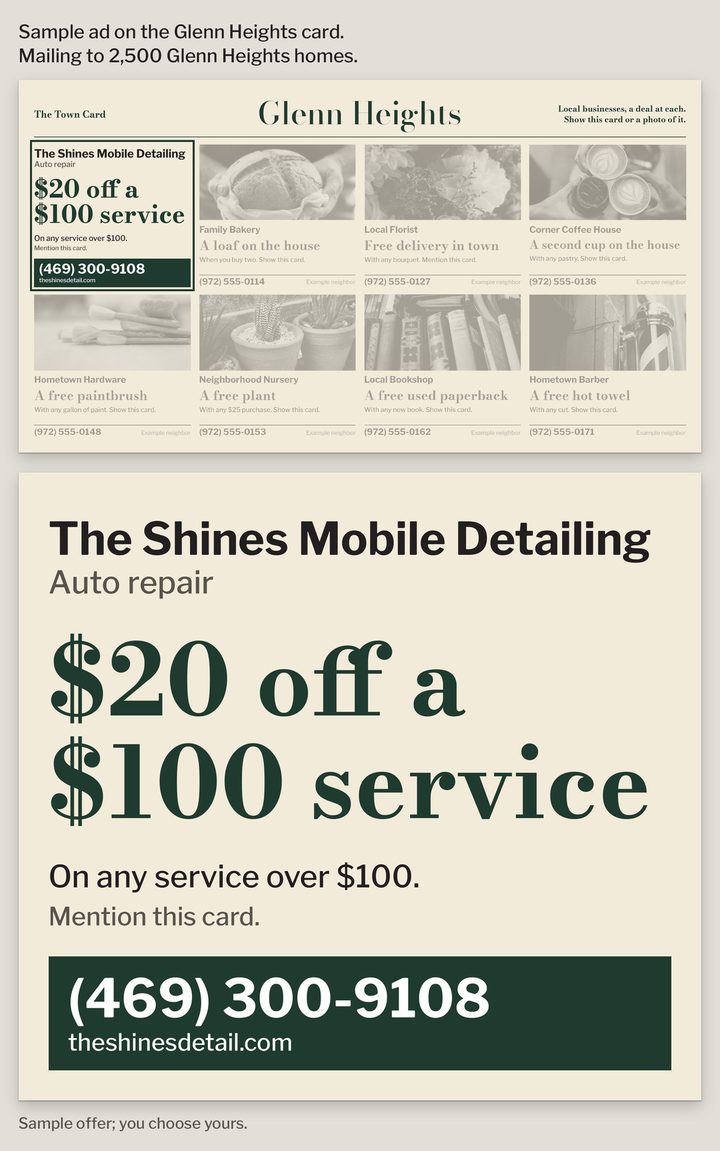 Sample ad on the Glenn Heights card.
Mailing to 2,500 Glenn Heights homes.
The Town Card
Glenn Heights
Local businesses, a deal at each.
Show this card or a photo of it.
The Shines Mobile Detailing
Auto repair
$20 off a
$100 service
On any service over $100.
Mention this card.
(469) 300-9108
theshinesdetail.com
Family Bakery
A loaf on the house
When you buy two. Show this card.
(972) 555-0114 Example neighbor
Local Florist
Free delivery in town
With any bouquet. Mention this card.
(972) 555-0127 Example neighbor
Corner Coffee House
A second cup on the house
With any pastry. Show this card.
(972) 555-0136 Example neighbor
Hometown Hardware
A free paintbrush
With any gallon of paint. Show this card.
(972) 555-0148 Example neighbor
Neighborhood Nursery
A free plant
With any $25 purchase. Show this card.
(972) 555-0153 Example neighbor
Local Bookshop
A free used paperback
With any new book. Show this card.
(972) 555-0162 Example neighbor
Hometown Barber
A free hot towel
With any cut. Show this card.
(972) 555-0171 Example neighbor
The Shines Mobile Detailing
Auto repair
$20 off a
$100 service
On any service over $100.
Mention this card.
(469) 300-9108
theshinesdetail.com
Sample offer; you choose yours.